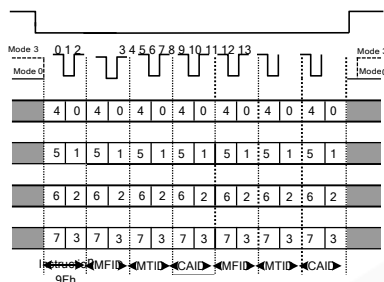 Mode 3 0 1 2 3 4 5 6 7 8 9 10 11 12 13 Mode 3
Mode 0 Mode0
4 0 4 0 4 0 4 0 4 0 4 0 4 0
5 1 5 1 5 1 5 1 5 1 5 1 5 1
6 2 6 2 6 2 6 2 6 2 6 2 6 2
7 3 7 3 7 3 7 3 7 3 7 3 7 3
Instruction MFID MTID CAID MFID MTID CAID
9Eh